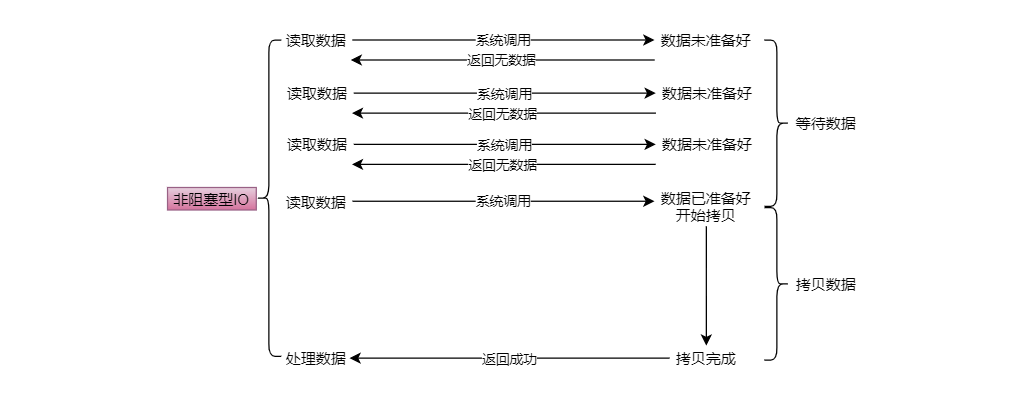 读取数据
系统调用
数据未准备好
返回无数据
读取数据
系统调用
数据未准备好
返回无数据
等待数据
读取数据
系统调用
数据未准备好
返回无数据
非阻塞型IO
读取数据
系统调用
数据已准备好
开始拷贝
拷贝数据
处理数据
返回成功
拷贝完成